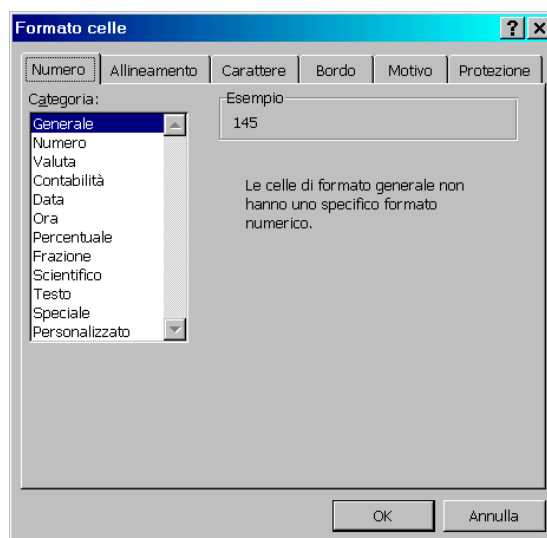 Formato celle
Numero Allineamento Carattere Bordo Motivo Protezione
Categoria:
Generale
Numero
Valuta
Contabilità
Data
Ora
Percentuale
Frazione
Scientifico
Testo
Speciale
Personalizzato
Esempio
145
Le celle di formato generale non
hanno uno specifico formato
numerico.
OK Annulla